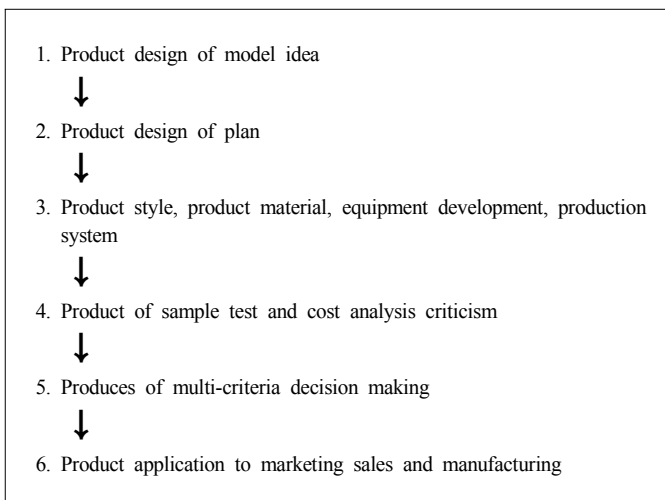 1. Product design of model idea
2. Product design of plan
3. Product style, product material, equipment development, production
system
4. Product of sample test and cost analysis criticism
5. Produces of multi-criteria decision making
6. Product application to marketing sales and manufacturing